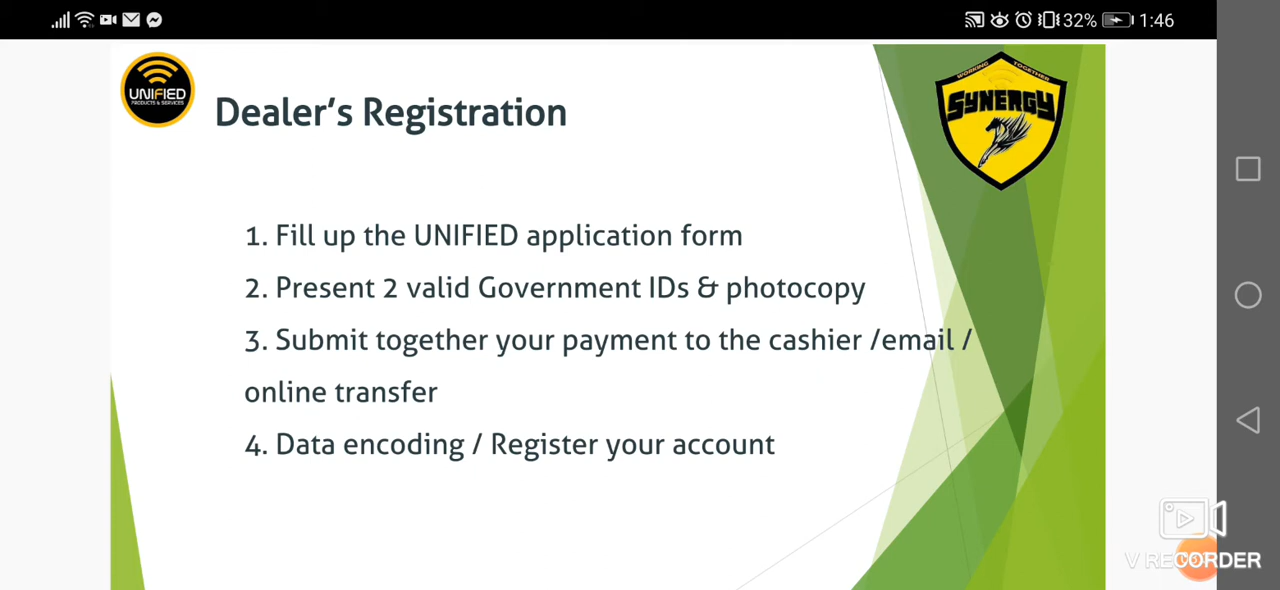 32% 1:46
UNIFIED
PRODUCTS & SERVICES
WORKING TOGETHER
SYNERGY
Dealer's Registration
1. Fill up the UNIFIED application form
2. Present 2 valid Government IDs & photocopy
3. Submit together your payment to the cashier /email /
online transfer
4. Data encoding / Register your account
V RECORDER